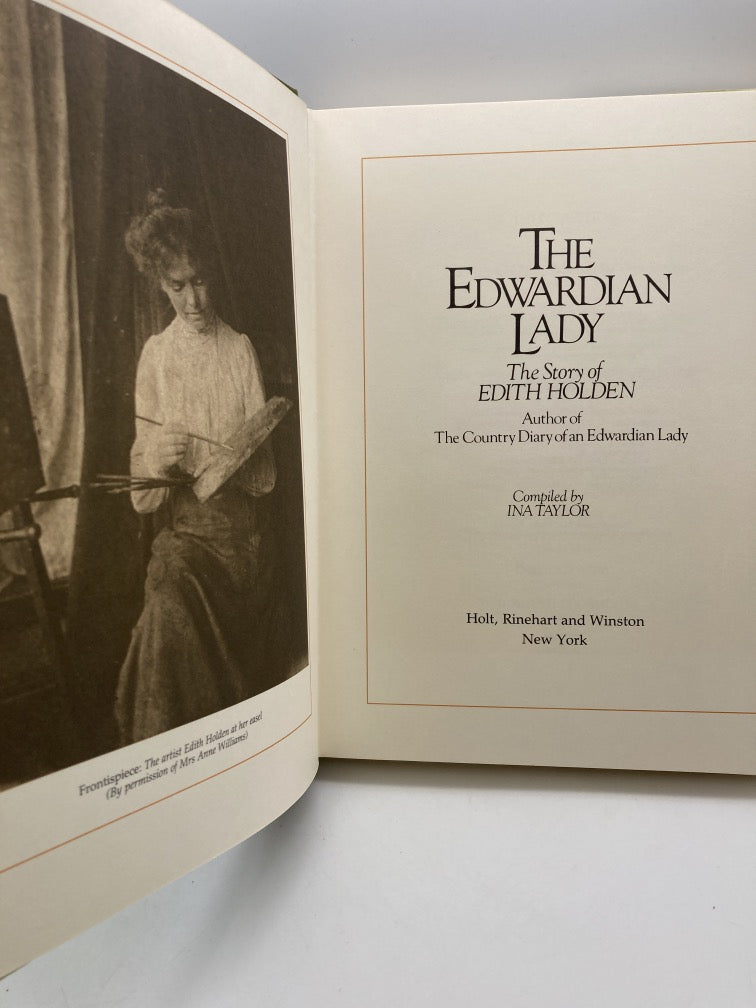 Frontispiece: The artist Edith Holden at her easel
(By permission of Mrs Anne Williams)
THE
EDWARDIAN
LADY
The Story of
EDITH HOLDEN
Author of
The Country Diary of an Edwardian Lady
Compiled by
INA TAYLOR
Holt, Rinehart and Winston
New York